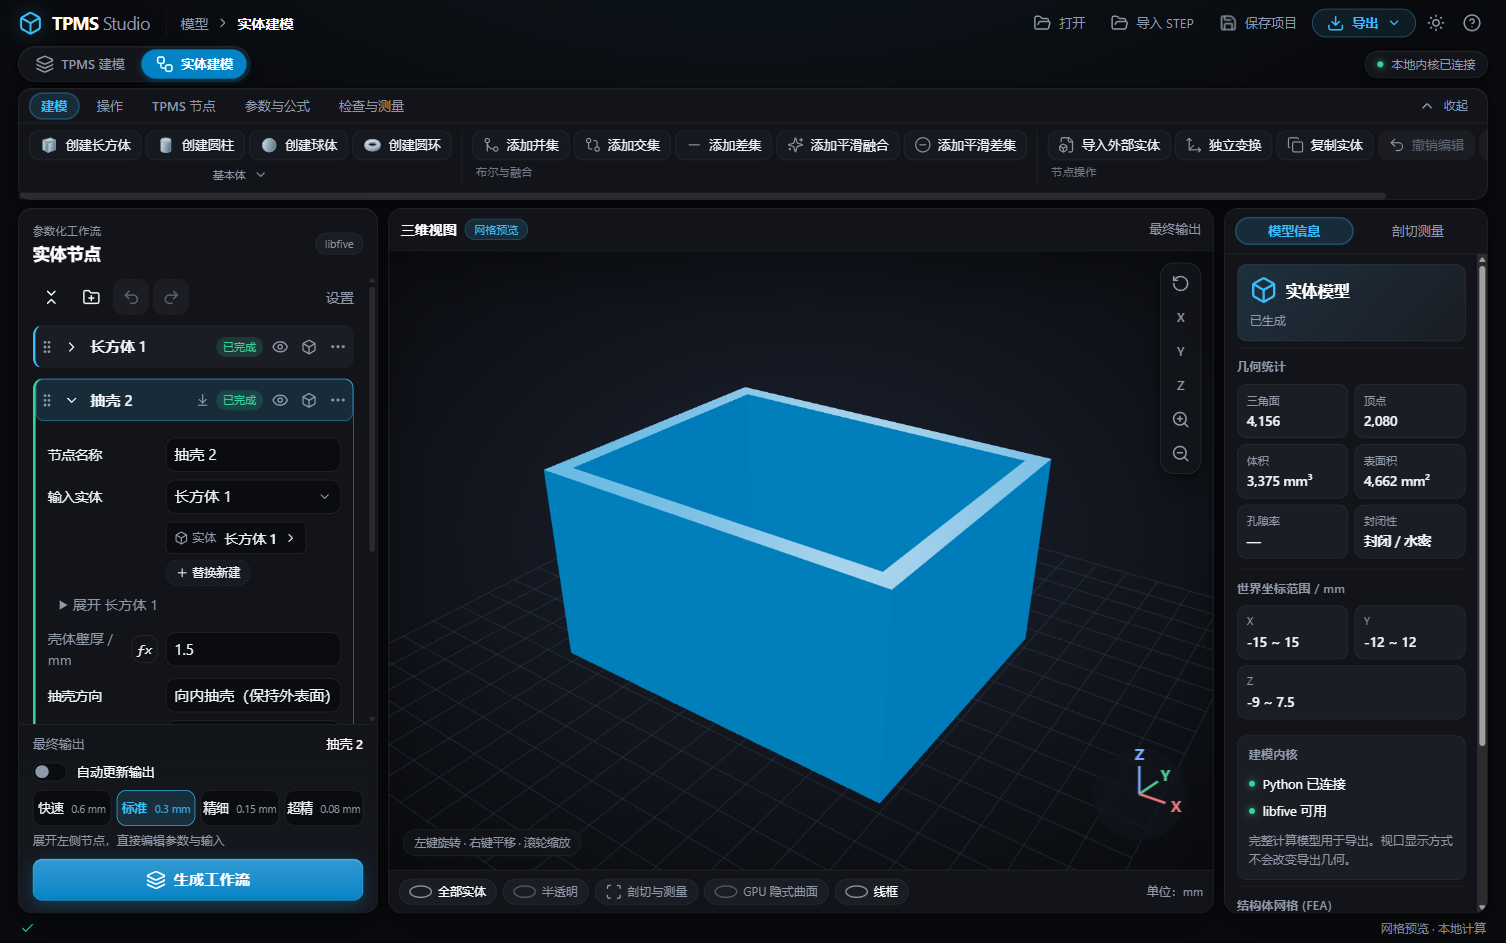 TPMS Studio 模型 > 实体建模 打开 导入 STEP 保存项目 导出
TPMS 建模 实体建模 本地内核已连接
建模 操作 TPMS 节点 参数与公式 检查与测量 收起
创建长方体 创建圆柱 创建球体 创建圆环 添加并集 添加交集 添加差集 添加平滑融合 添加平滑差集 导入外部实体 独立变换 复制实体 撤销编辑
基本体 布尔与融合 节点操作
参数化工作流
实体节点
libfive
设置
长方体 1 已完成
抽壳 2 已完成
节点名称 抽壳 2
输入实体 长方体 1
实体 长方体 1
+ 替换新建
展开 长方体 1
壳体壁厚 /
mm
fx 1.5
抽壳方向 向内抽壳（保持外表面）
最终输出 抽壳 2
自动更新输出
快速 0.6 mm 标准 0.3 mm 精细 0.15 mm 超精 0.08 mm
展开左侧节点，直接编辑参数与输入
生成工作流
三维视图 网格预览 最终输出
X
Y
Z
Z
Y
X
左键旋转 · 右键平移 · 滚轮缩放
全部实体 半透明 剖切与测量 GPU 隐式曲面 线框 单位：mm
模型信息 剖切测量
实体模型
已生成
几何统计
三角面 顶点
4,156 2,080
体积 表面积
3,375 mm³ 4,662 mm²
孔隙率 封闭性
— 封闭 / 水密
世界坐标范围 / mm
X Y
-15 ~ 15 -12 ~ 12
Z
-9 ~ 7.5
建模内核
Python 已连接
libfive 可用
完整计算模型用于导出。视口显示方式
不会改变导出几何。
结构体网格 (FEA)
网格预览 · 本地计算